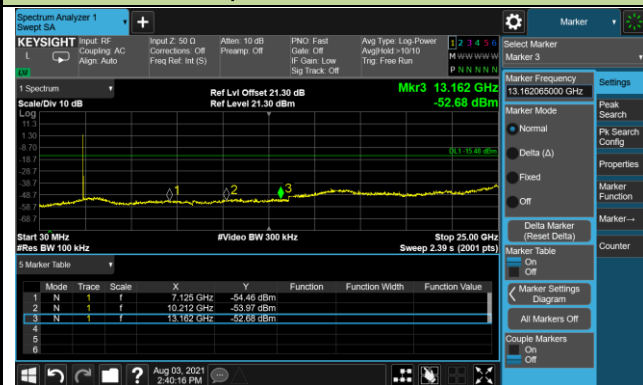 Spectrum Analyzer 1
Swept SA
Marker
KEYSIGHT
Input: RF
Coupling: AC
Align: Auto
Input Z: 50 Ω
Corrections: Off
Freq Ref: Int (S)
Atten: 10 dB
Preamp: Off
PNO: Fast
Gate: Off
IF Gain: Low
Sig Track: Off
Avg Type: Log-Power
Avg|Hold:>10/10
Trig: Free Run
1 2 3 4 5 6
M W W W W W
P N N N N N
L
Select Marker
Marker 3
1 Spectrum
Scale/Div 10 dB
Ref Lvl Offset 21.30 dB
Ref Level 21.30 dBm
Mkr3 13.162 GHz
-52.68 dBm
Log
11.3
1.30
-8.70
-18.7
-28.7
-38.7
-48.7
-58.7
-68.7
DL1 -15.48 dBm
1
2
3
Start 30 MHz
#Video BW 300 kHz
Stop 25.00 GHz
#Res BW 100 kHz
Sweep 2.39 s (2001 pts)
5 Marker Table
Mode Trace Scale X Y Function Function Width Function Value
1 N 1 f 7.125 GHz -54.46 dBm
2 N 1 f 10.212 GHz -53.97 dBm
3 N 1 f 13.162 GHz -52.68 dBm
4
5
6
Marker Frequency
13.162065000 GHz
Marker Mode
Normal
Delta (Δ)
Fixed
Off
Delta Marker
(Reset Delta)
Marker Table
On
Off
Marker Settings
Diagram
All Markers Off
Couple Markers
On
Off
Settings
Peak
Search
Pk Search
Config
Properties
Marker
Function
Marker→
Counter
Aug 03, 2021
2:40:16 PM